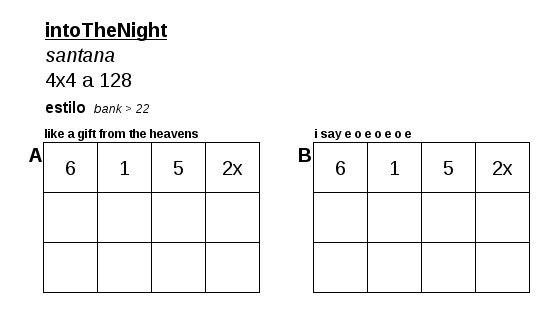 intoTheNight
santana
4x4 a 128
estilo bank > 22
like a gift from the heavens
A 6 1 5 2x
i say e o e o e o e
B 6 1 5 2x